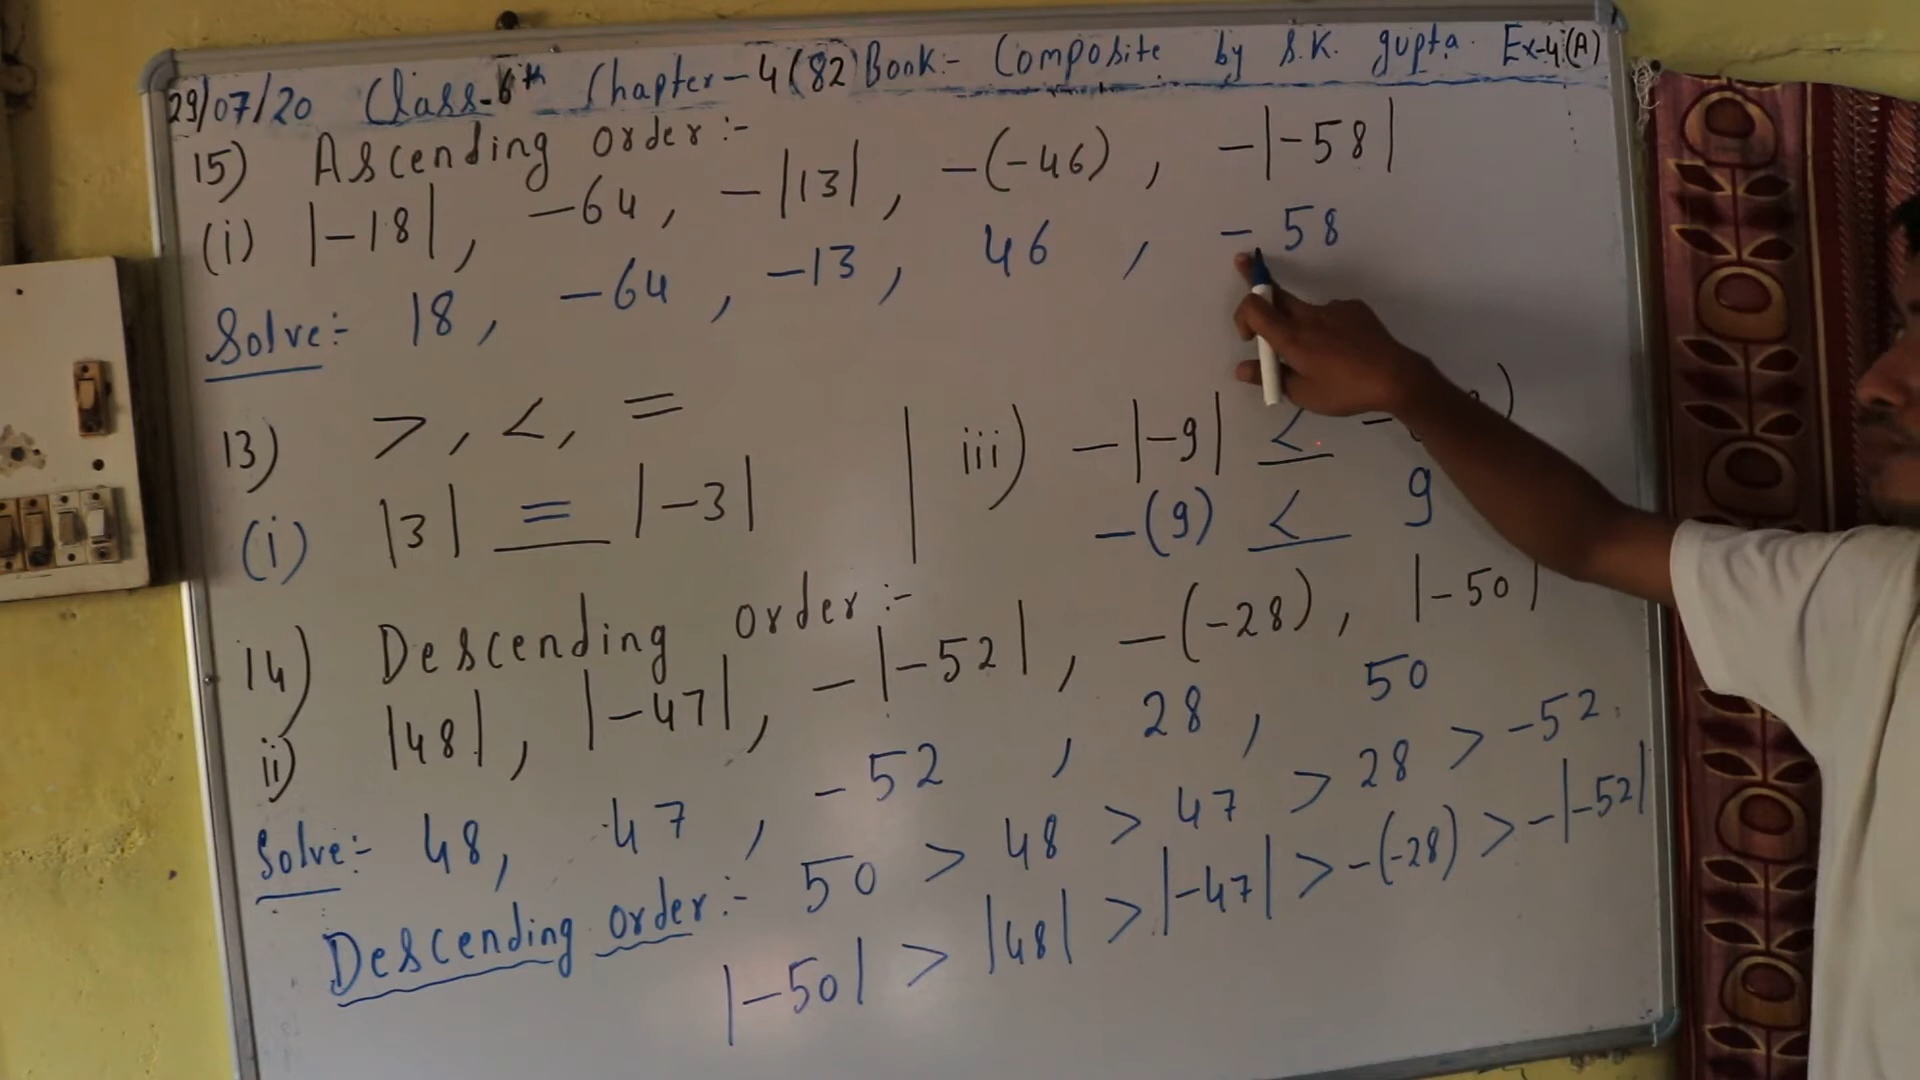 29/07/20 Class-6th Chapter-4(82) Book:- Composite by S.K. gupta. Ex-4(A)
15) Ascending order:-
(i) |-18|, -64, -|13|, -(-46), -|-58|
Solve:- 18, -64, -13, 46, -58
13) >, <, =
(i) |3| = |-3|
iii) -|-9| <
-(9) < 9
14) Descending order:-
ii) |48|, |-47|, -|-52|, -(-28), |-50|
Solve:- 48, 47, -52, 28, 50
Descending order:- 50 > 48 > 47 > 28 > -52
|-50| > |48| > |-47| > -(-28) > -|-52|